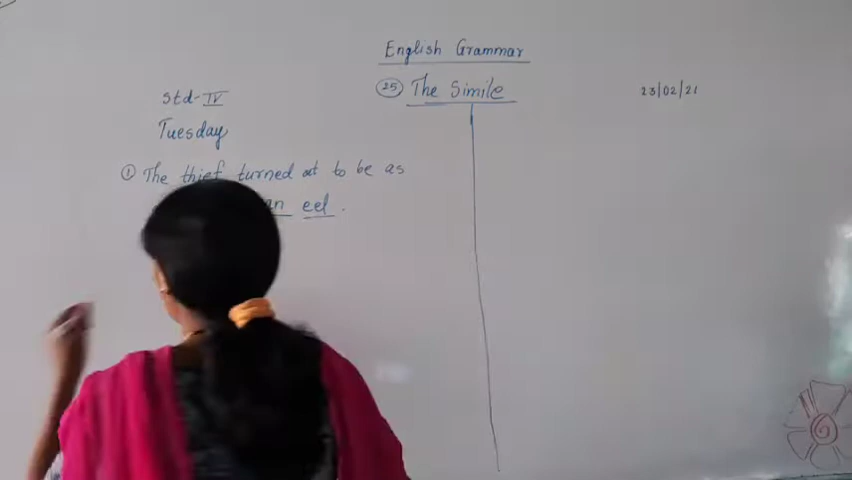 English Grammar
25 The Simile
23/02/21
Std-IV
Tuesday
① The thief turned out to be as
an eel.